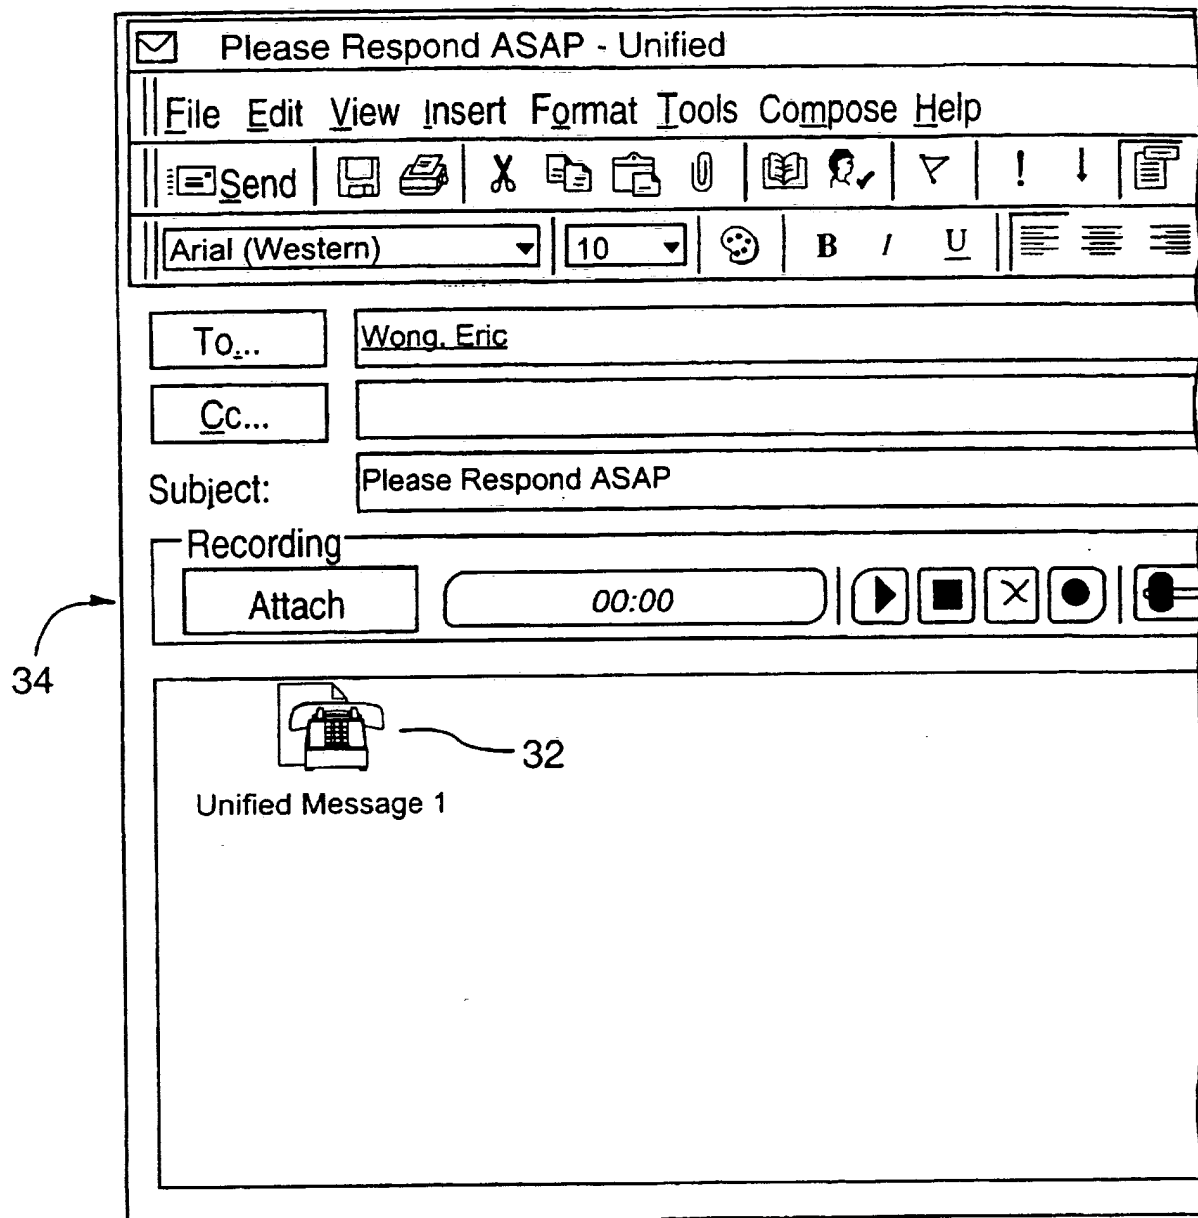 Please Respond ASAP - Unified
File Edit View Insert Format Tools Compose Help
Send ! ↓
Arial (Western) 10 B I U
To... Wong, Eric
Cc...
Subject: Please Respond ASAP
Recording
Attach 00:00
34
32
Unified Message 1